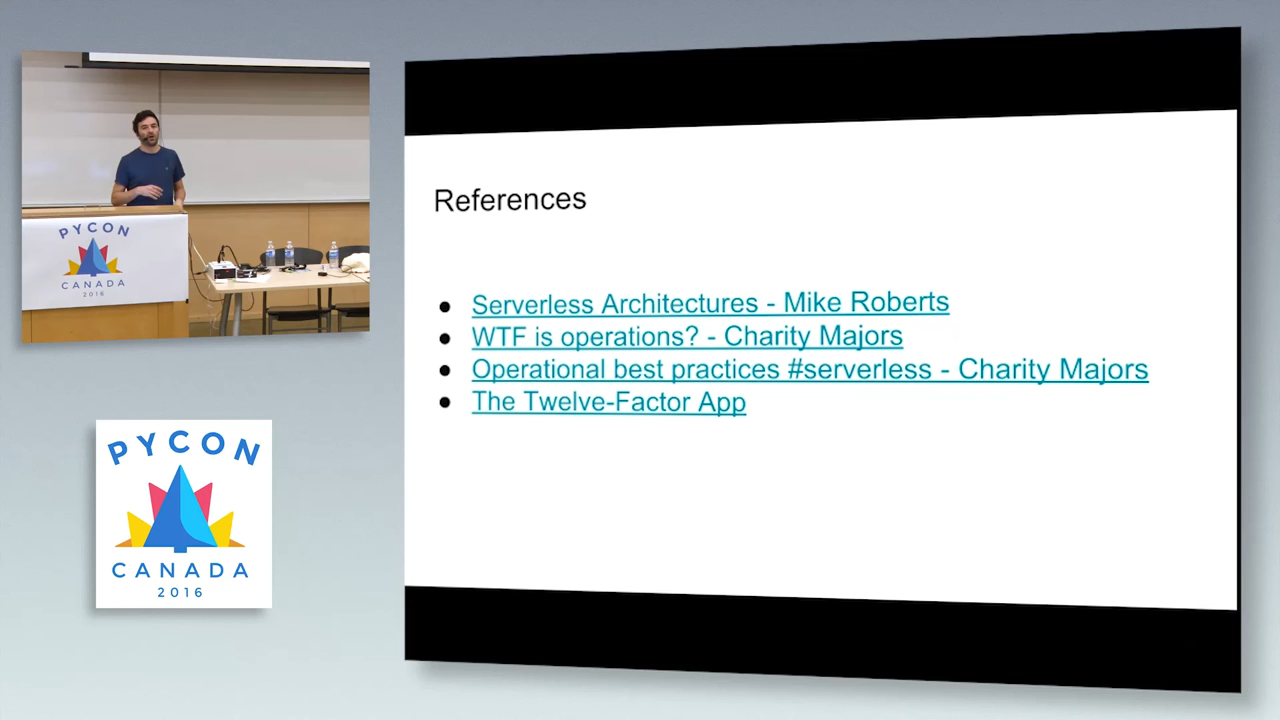 PYCON
CANADA
2016
PYCON
CANADA
2016
References
● Serverless Architectures - Mike Roberts
● WTF is operations? - Charity Majors
● Operational best practices #serverless - Charity Majors
● The Twelve-Factor App